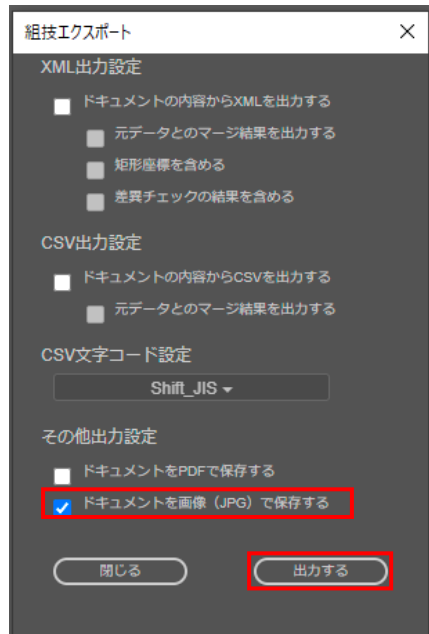 組技エクスポート
XML出力設定
ドキュメントの内容からXMLを出力する
元データとのマージ結果を出力する
矩形座標を含める
差異チェックの結果を含める
CSV出力設定
ドキュメントの内容からCSVを出力する
元データとのマージ結果を出力する
CSV文字コード設定
Shift_JIS
その他出力設定
ドキュメントをPDFで保存する
ドキュメントを画像（JPG）で保存する
閉じる
出力する